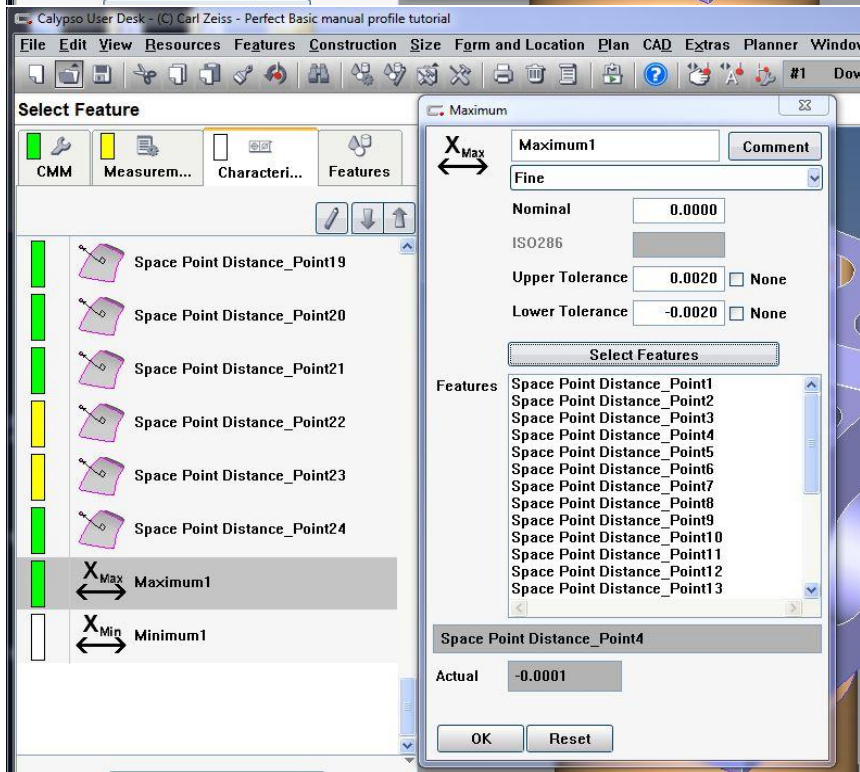 Calypso User Desk - (C) Carl Zeiss - Perfect Basic manual profile tutorial
File Edit View Resources Features Construction Size Form and Location Plan CAD Extras Planner Window
#1 Dow
Select Feature
CMM Measurem... Characteri... Features
Space Point Distance_Point19
Space Point Distance_Point20
Space Point Distance_Point21
Space Point Distance_Point22
Space Point Distance_Point23
Space Point Distance_Point24
XMax Maximum1
XMin Minimum1
Maximum
XMax Maximum1 Comment
Fine
Nominal 0.0000
ISO286
Upper Tolerance 0.0020 None
Lower Tolerance -0.0020 None
Select Features
Features
Space Point Distance_Point1
Space Point Distance_Point2
Space Point Distance_Point3
Space Point Distance_Point4
Space Point Distance_Point5
Space Point Distance_Point6
Space Point Distance_Point7
Space Point Distance_Point8
Space Point Distance_Point9
Space Point Distance_Point10
Space Point Distance_Point11
Space Point Distance_Point12
Space Point Distance_Point13
Space Point Distance_Point4
Actual -0.0001
OK Reset